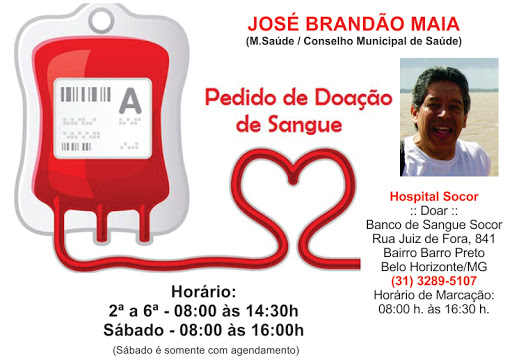 JOSÉ BRANDÃO MAIA
(M.Saúde / Conselho Municipal de Saúde)
A
Pedido de Doação
de Sangue
Hospital Socor
:: Doar ::
Banco de Sangue Socor
Rua Juiz de Fora, 841
Bairro Barro Preto
Belo Horizonte/MG
(31) 3289-5107
Horário de Marcação:
08:00 h. às 16:30 h.
Horário:
2ª a 6ª - 08:00 às 14:30h
Sábado - 08:00 às 16:00h
(Sábado é somente com agendamento)